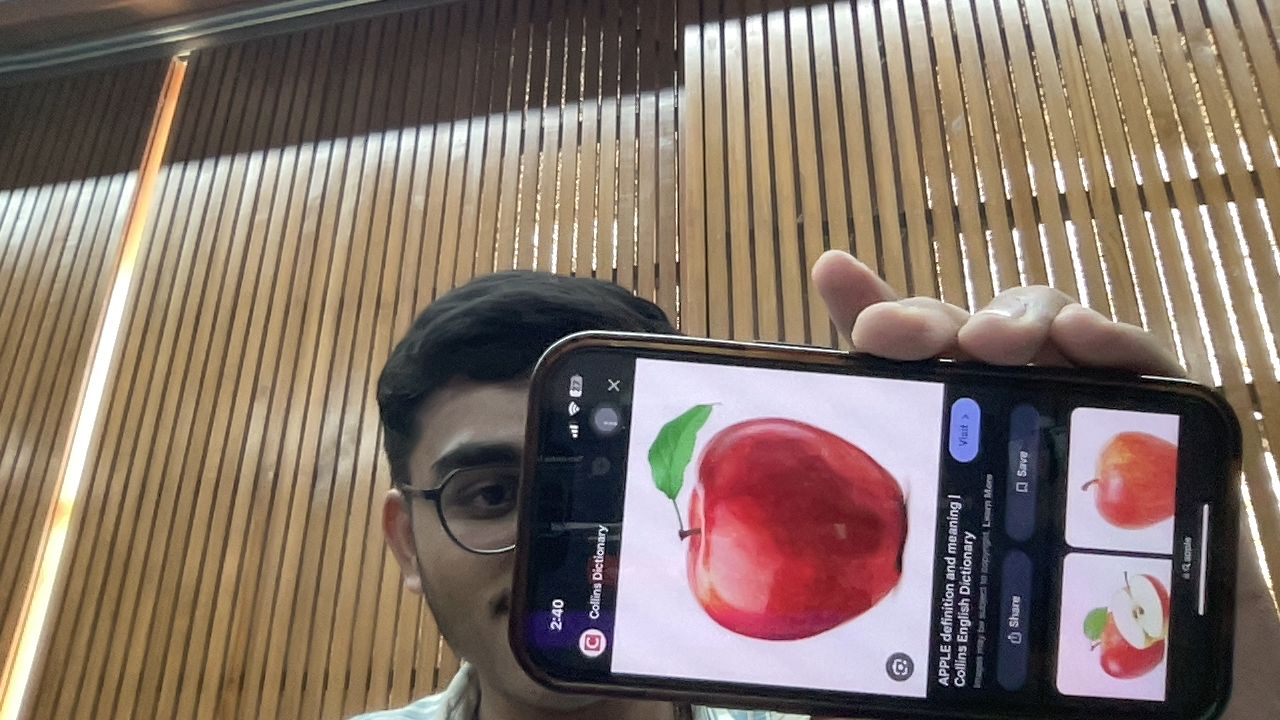 2:40
27
Collins Dictionary
APPLE definition and meaning |
Collins English Dictionary
Visit >
Images may be subject to copyright. Learn More
Share
Save